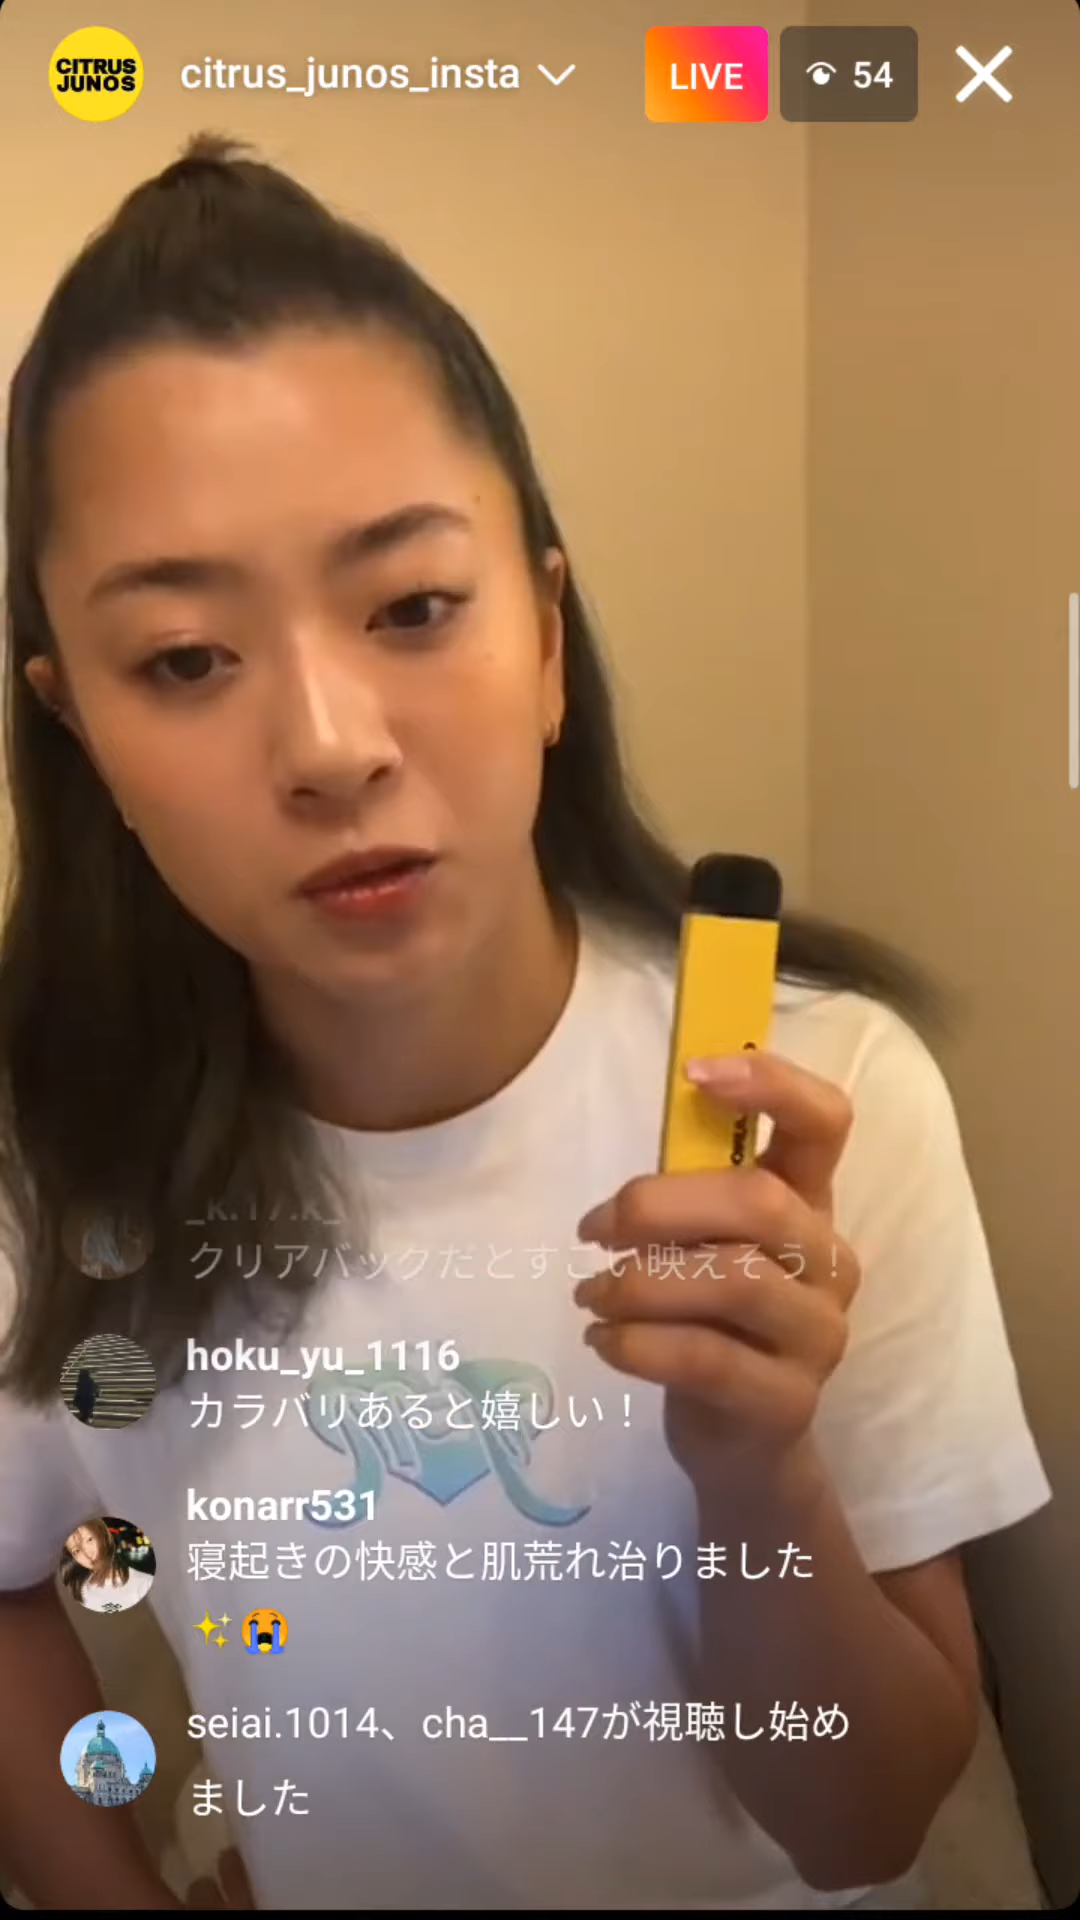 CITRUS
JUNOS
citrus_junos_insta
LIVE
54
_k.17.k_
クリアバックだとすごい映えそう！
hoku_yu_1116
カラバリあると嬉しい！
konarr531
寝起きの快感と肌荒れ治りました
✨😭
seiai.1014、cha__147が視聴し始め
ました